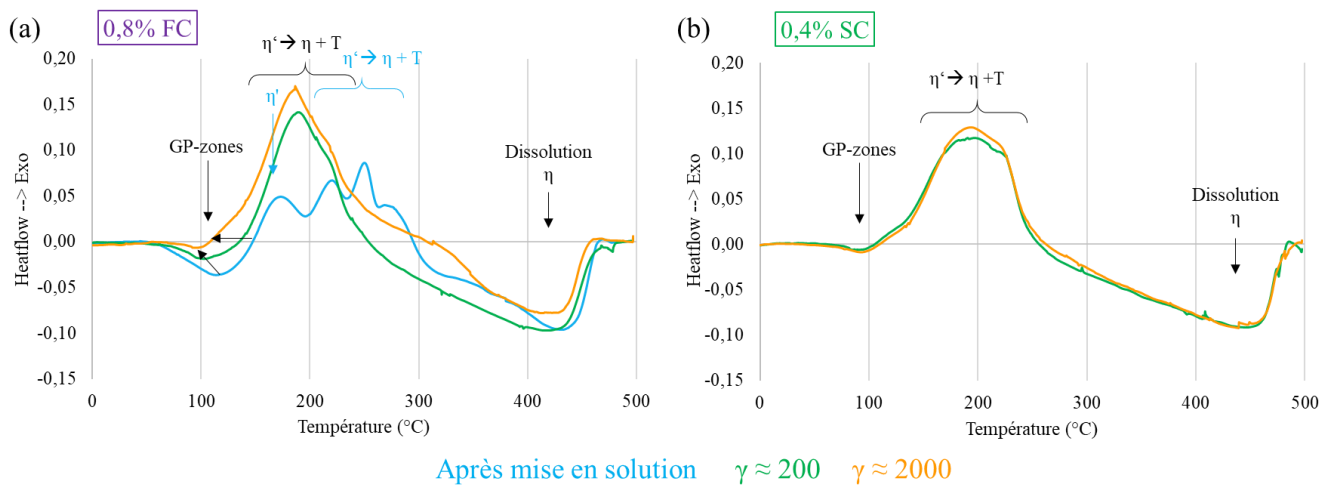 (a)
0,8% FC
η‘ → η + T
η‘ → η + T
η'
GP-zones
Dissolution
η
Heatflow --> Exo
0,20
0,15
0,10
0,05
0,00
-0,05
-0,10
-0,15
0
100
200
300
400
500
Température (°C)
(b)
0,4% SC
η‘ → η +T
GP-zones
Dissolution
η
Heatflow --> Exo
0,20
0,15
0,10
0,05
0,00
-0,05
-0,10
-0,15
0
100
200
300
400
500
Température (°C)
Après mise en solution γ ≈ 200 γ ≈ 2000